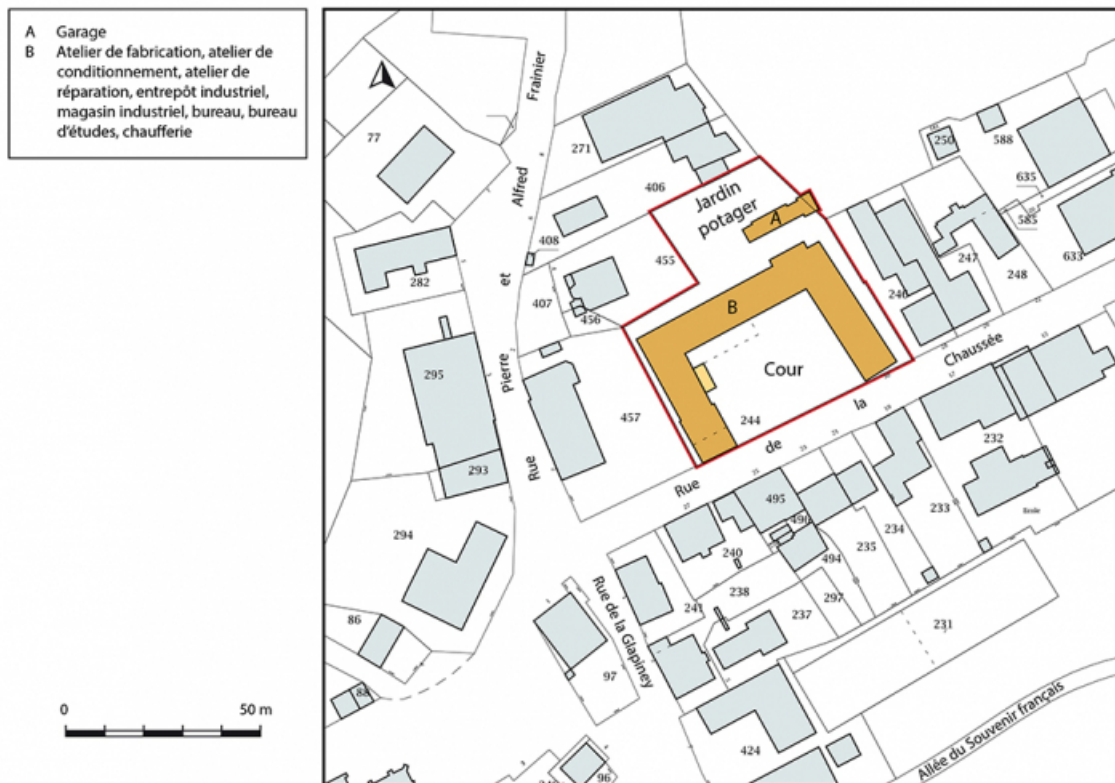 A Garage
B Atelier de fabrication, atelier de
conditionnement, atelier de
réparation, entrepôt industriel,
magasin industriel, bureau, bureau
d'études, chaufferie
0 50 m
77
Frainier
Alfred
et
Pierre
Rue
271
406
408
Jardin
potager
A
455
407
456
282
295
293
294
457
B
Cour
244
250
588
635
585
633
247
248
246
Rue
de
la
Chaussée
232
Ecole
233
234
235
495
496
494
240
238
241
237
297
231
Rue de la Glapiney
97
86
88
424
96
Allée du Souvenir français